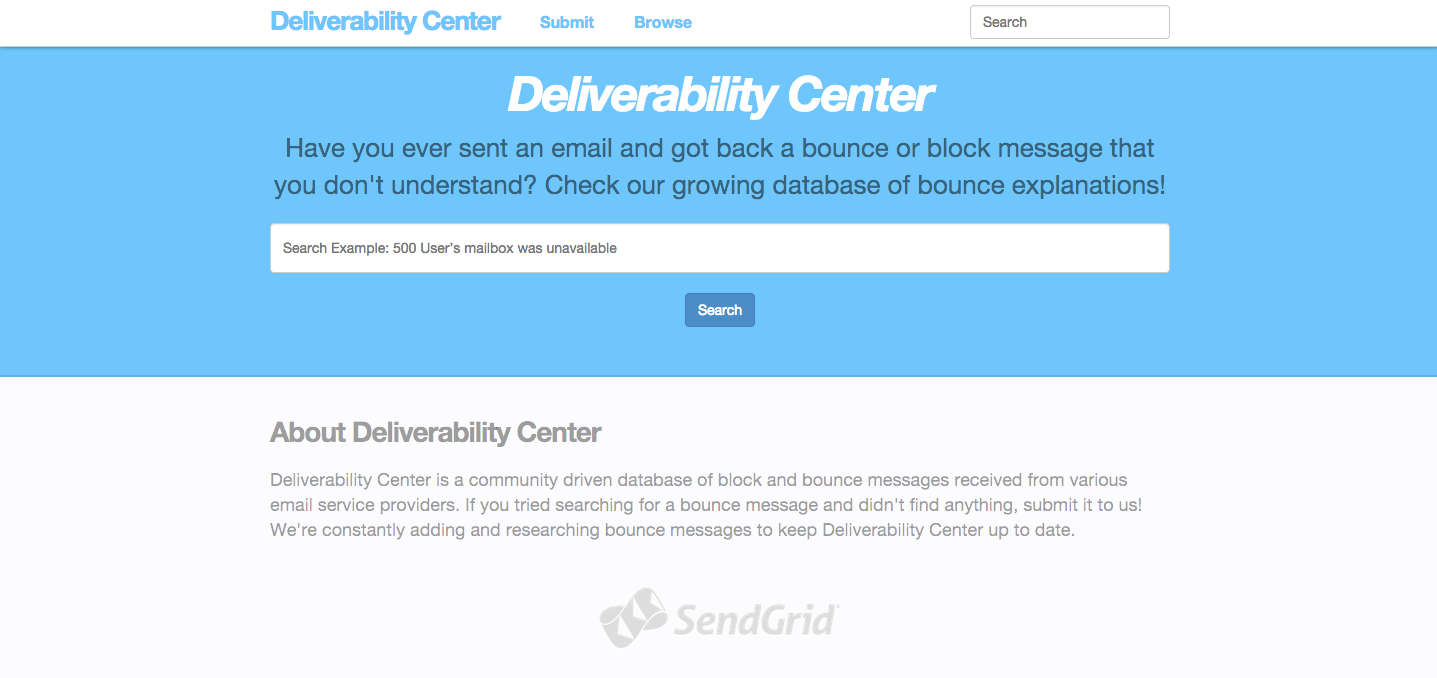 Deliverability Center Submit Browse Search
Deliverability Center
Have you ever sent an email and got back a bounce or block message that
you don't understand? Check our growing database of bounce explanations!
Search Example: 500 User's mailbox was unavailable
Search
About Deliverability Center
Deliverability Center is a community driven database of block and bounce messages received from various
email service providers. If you tried searching for a bounce message and didn't find anything, submit it to us!
We're constantly adding and researching bounce messages to keep Deliverability Center up to date.
SendGrid